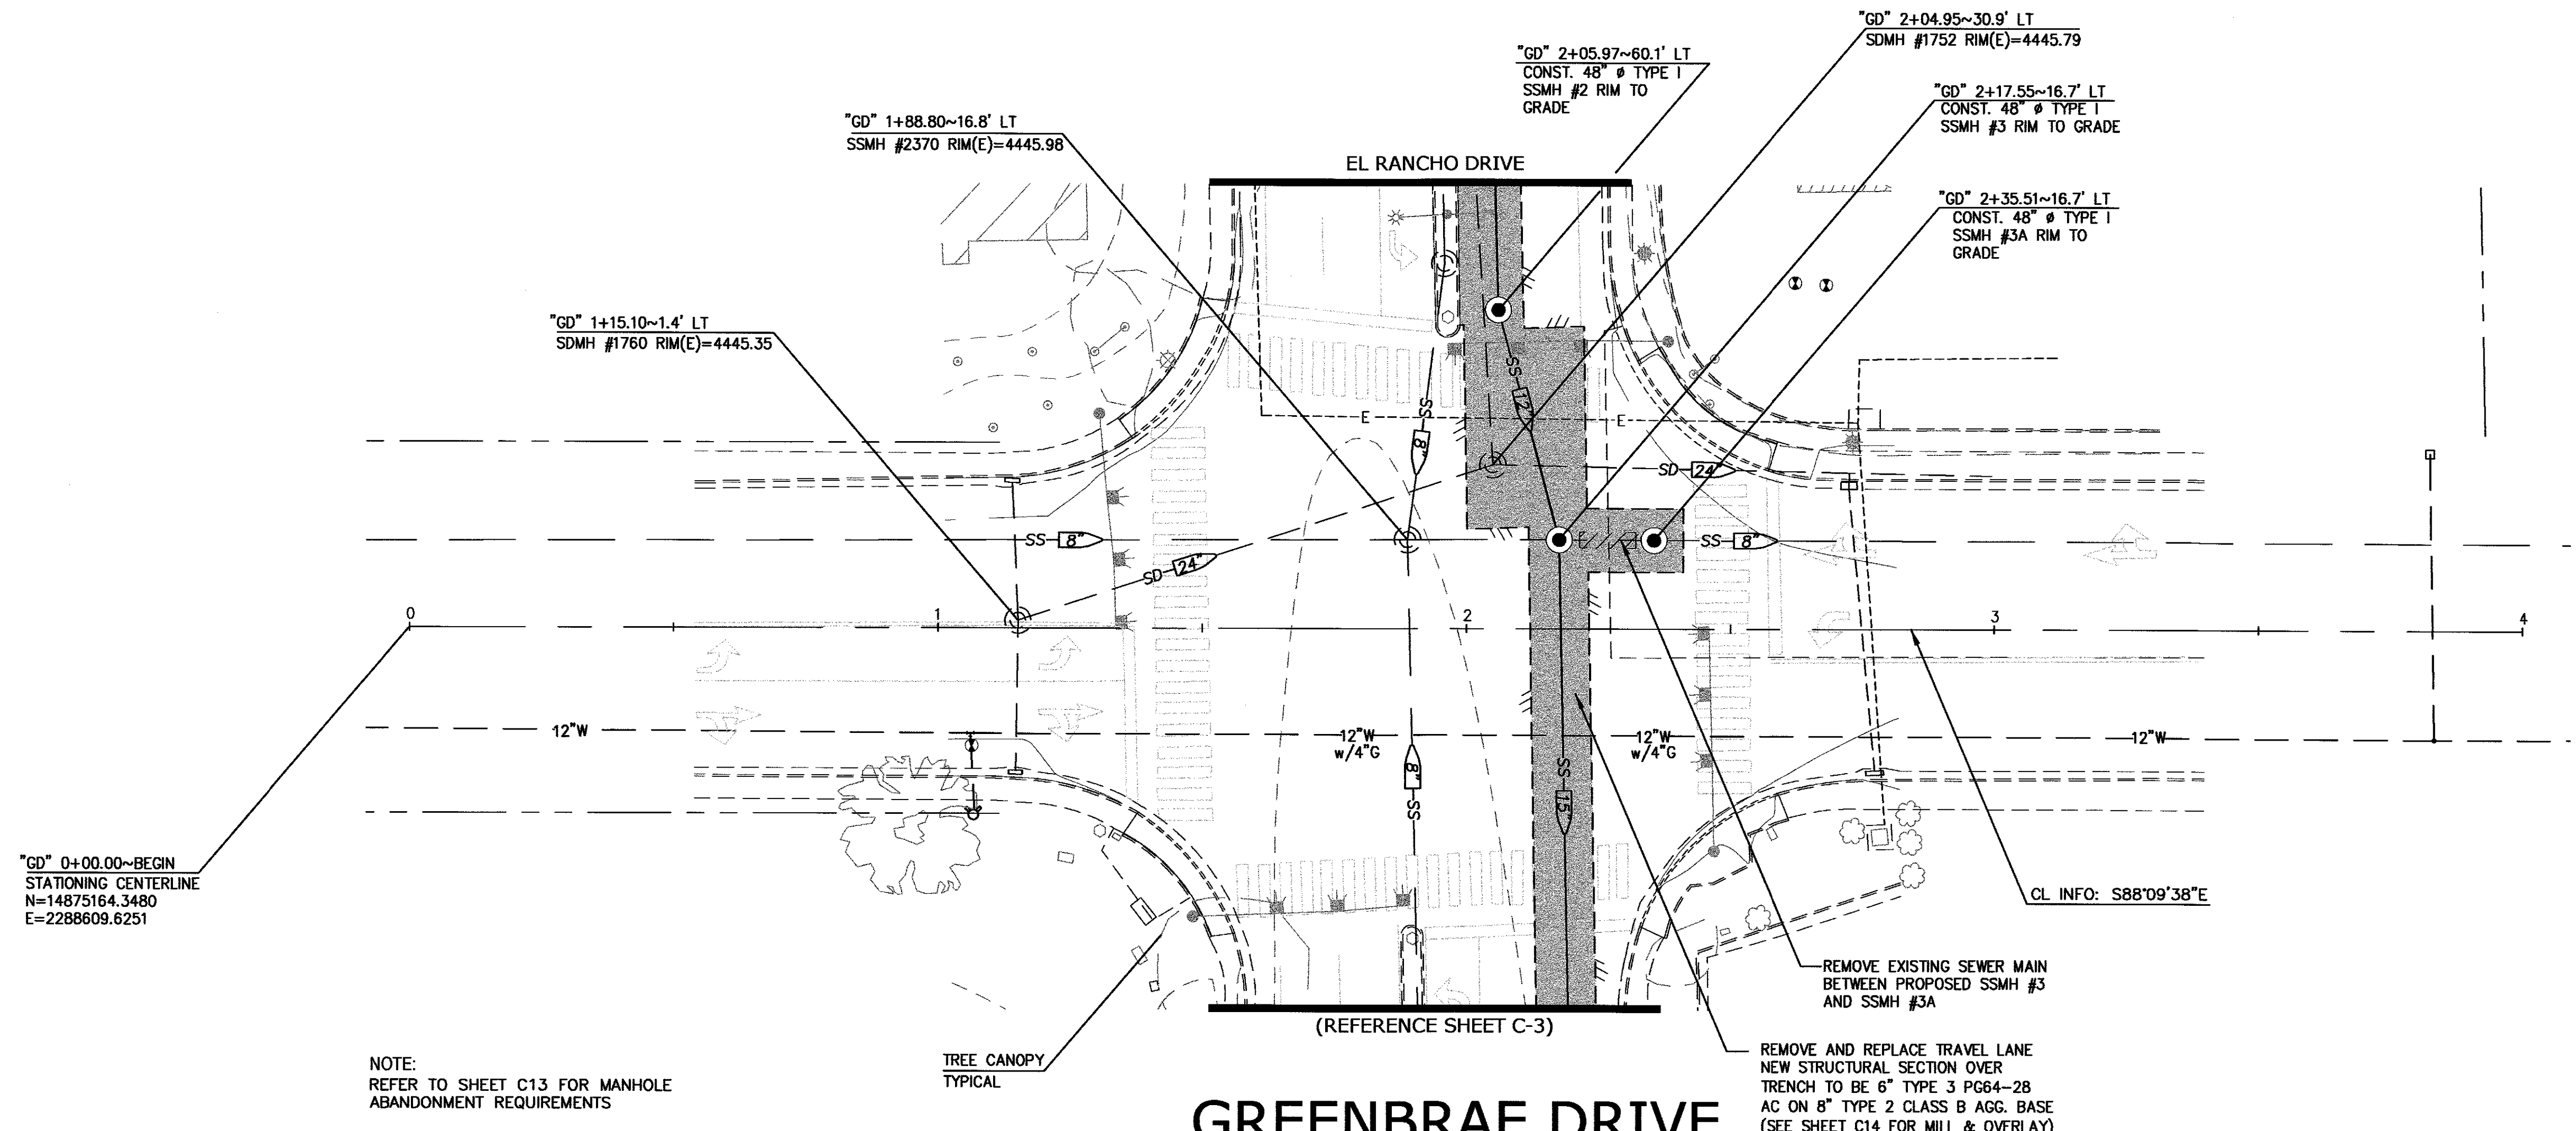 "GD" 2+04.95~30.9' LT
SDMH #1752 RIM(E)=4445.79
"GD" 2+05.97~60.1' LT
CONST. 48" ø TYPE I
SSMH #2 RIM TO
GRADE
"GD" 2+17.55~16.7' LT
CONST. 48" ø TYPE I
SSMH #3 RIM TO GRADE
"GD" 1+88.80~16.8' LT
SSMH #2370 RIM(E)=4445.98
EL RANCHO DRIVE
"GD" 2+35.51~16.7' LT
CONST. 48" ø TYPE I
SSMH #3A RIM TO
GRADE
"GD" 1+15.10~1.4' LT
SDMH #1760 RIM(E)=4445.35
SS 12"
SS 8"
E
E
SD 24"
SS 8"
SS 8"
SD 24"
0
1
2
3
4
12"W
12"W
w/4"G
12"W
w/4"G
12"W
8" SS
SS 15"
"GD" 0+00.00~BEGIN
STATIONING CENTERLINE
N=14875164.3480
E=2288609.6251
CL INFO: S88°09'38"E
REMOVE EXISTING SEWER MAIN
BETWEEN PROPOSED SSMH #3
AND SSMH #3A
(REFERENCE SHEET C-3)
TREE CANOPY
TYPICAL
NOTE:
REFER TO SHEET C13 FOR MANHOLE
ABANDONMENT REQUIREMENTS
REMOVE AND REPLACE TRAVEL LANE
NEW STRUCTURAL SECTION OVER
TRENCH TO BE 6" TYPE 3 PG64-28
AC ON 8" TYPE 2 CLASS B AGG. BASE
(SEE SHEET C14 FOR MILL & OVERLAY)
GREENBRAE DRIVE